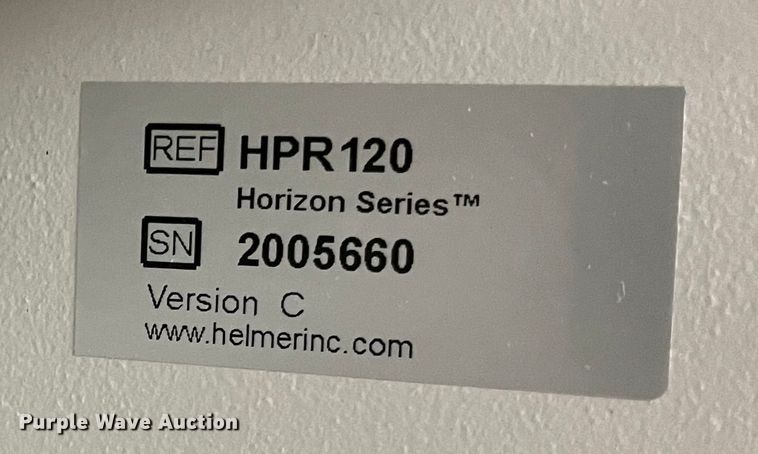 REF HPR120
Horizon Series™
SN 2005660
Version C
www.helmerinc.com
Purple Wave Auction